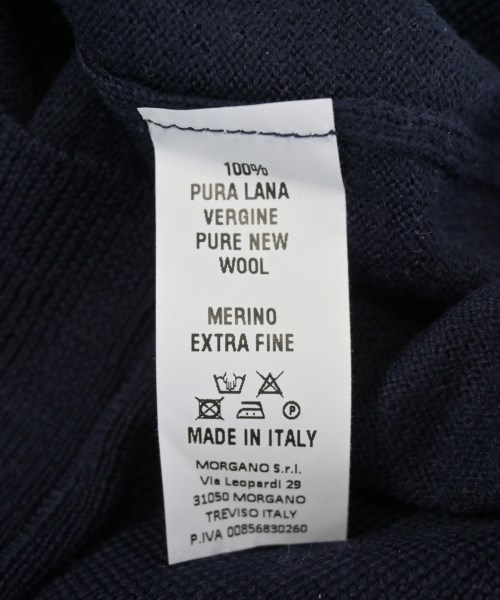 100%
PURA LANA
VERGINE
PURE NEW
WOOL
MERINO
EXTRA FINE
P
MADE IN ITALY
MORGANO S.r.l.
Via Leopardi 29
31050 MORGANO
TREVISO ITALY
P.IVA 00856830260